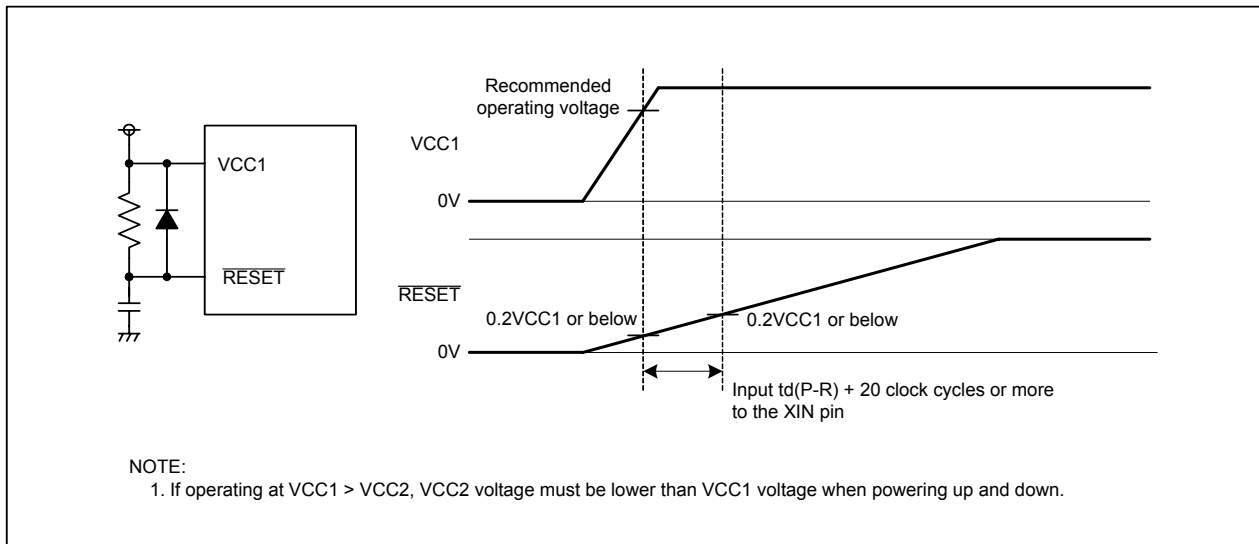 VCC1
RESET
Recommended
operating voltage
VCC1
0V
RESET
0.2VCC1 or below
0.2VCC1 or below
0V
Input td(P-R) + 20 clock cycles or more
to the XIN pin
NOTE:
1. If operating at VCC1 > VCC2, VCC2 voltage must be lower than VCC1 voltage when powering up and down.